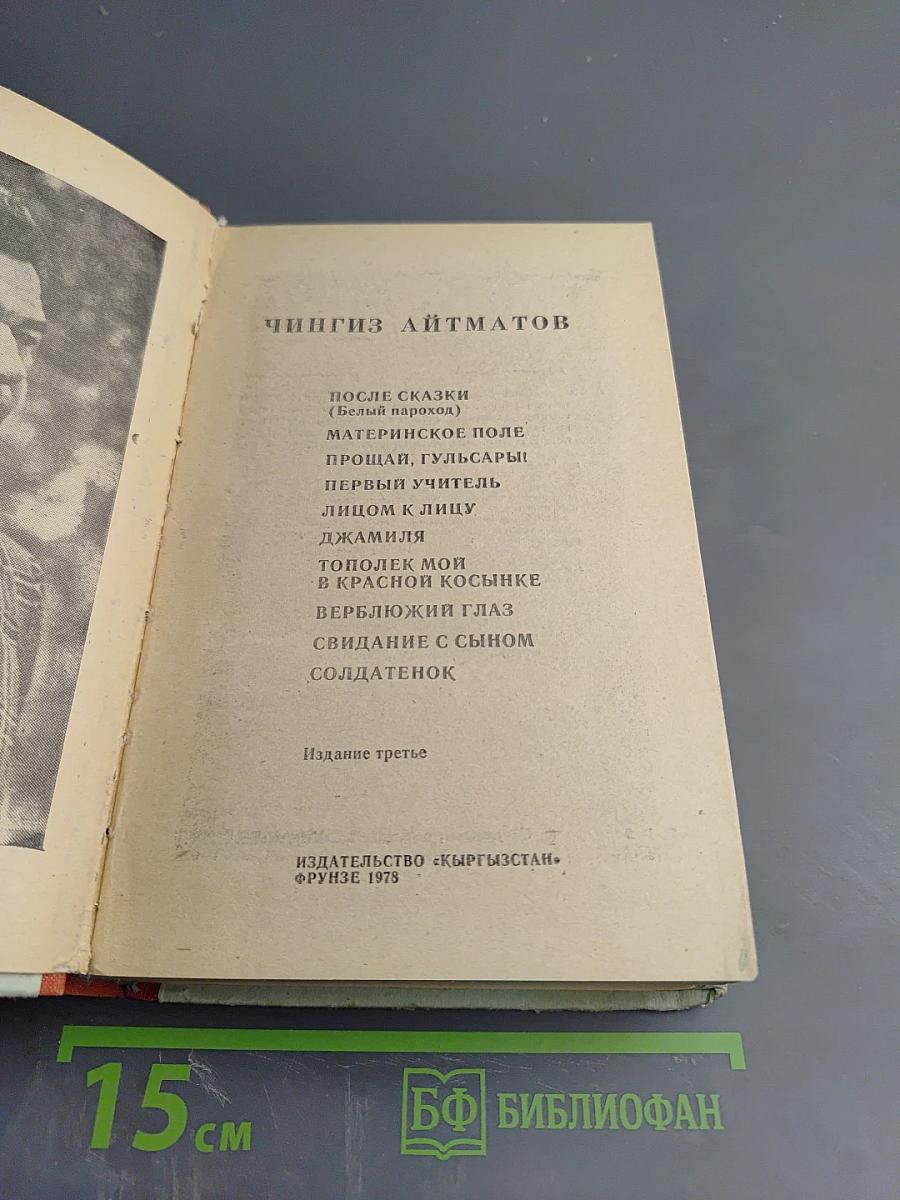 ЧИНГИЗ АЙТМАТОВ
ПОСЛЕ СКАЗКИ
(Белый пароход)
МАТЕРИНСКОЕ ПОЛЕ
ПРОЩАЙ, ГУЛЬСАРЫ!
ПЕРВЫЙ УЧИТЕЛЬ
ЛИЦОМ К ЛИЦУ
ДЖАМИЛЯ
ТОПОЛЕК МОЙ
В КРАСНОЙ КОСЫНКЕ
ВЕРБЛЮЖИЙ ГЛАЗ
СВИДАНИЕ С СЫНОМ
СОЛДАТЕНОК
Издание третье
ИЗДАТЕЛЬСТВО «КЫРГЫЗСТАН»
ФРУНЗЕ 1978
15 см
БФ БИБЛИОФАН